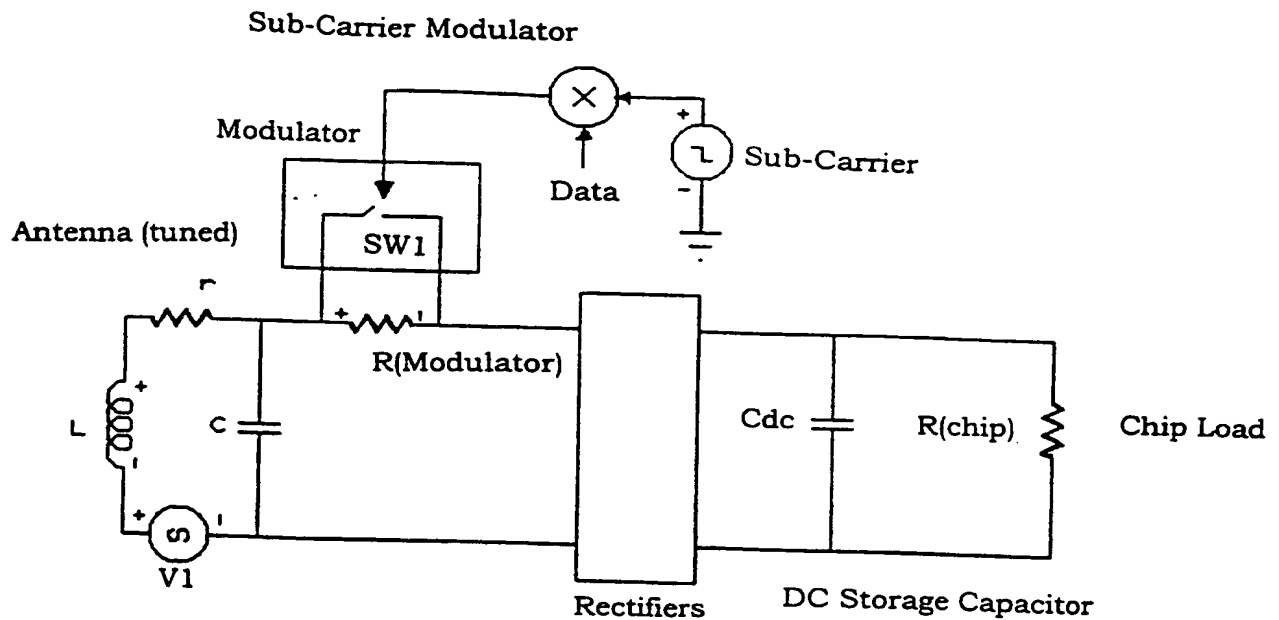 Sub-Carrier Modulator
Modulator
Data
+
-
Sub-Carrier
SW1
Antenna (tuned)
r
+ -
R(Modulator)
L
+
-
C
+ -
V1
Rectifiers
Cdc
R(chip)
Chip Load
DC Storage Capacitor